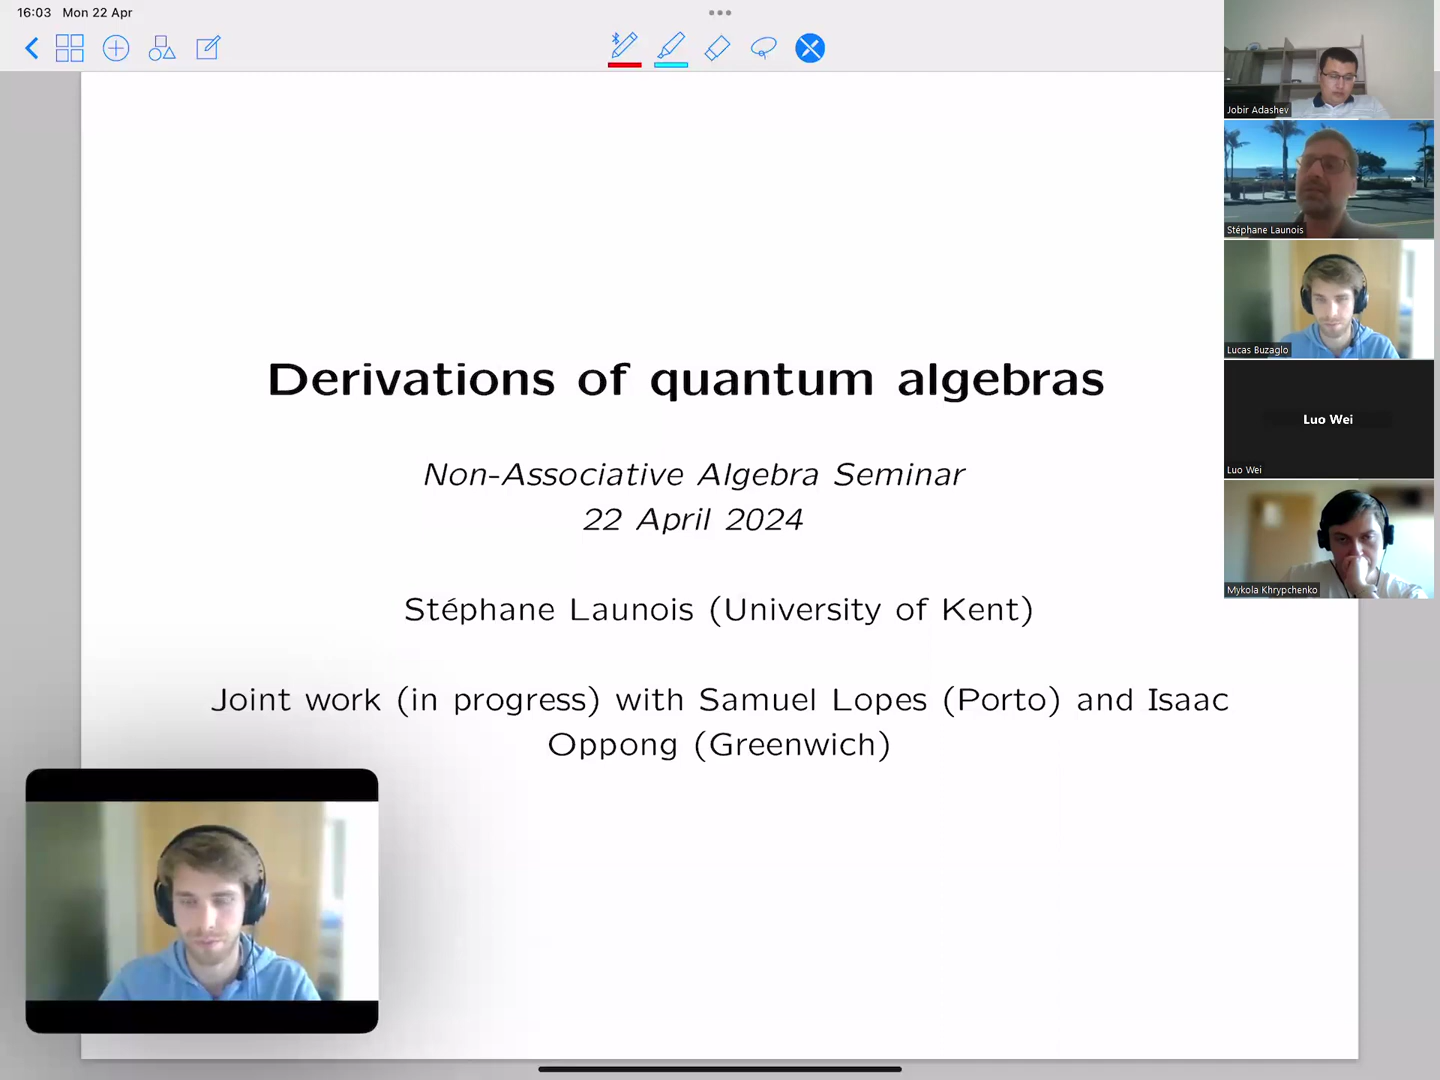 16:03 Mon 22 Apr
Derivations of quantum algebras
Non-Associative Algebra Seminar
22 April 2024
Stéphane Launois (University of Kent)
Joint work (in progress) with Samuel Lopes (Porto) and Isaac
Oppong (Greenwich)
Jobir Adashev
Stéphane Launois
Lucas Buzaglo
Luo Wei
Luo Wei
Mykola Khrypchenko